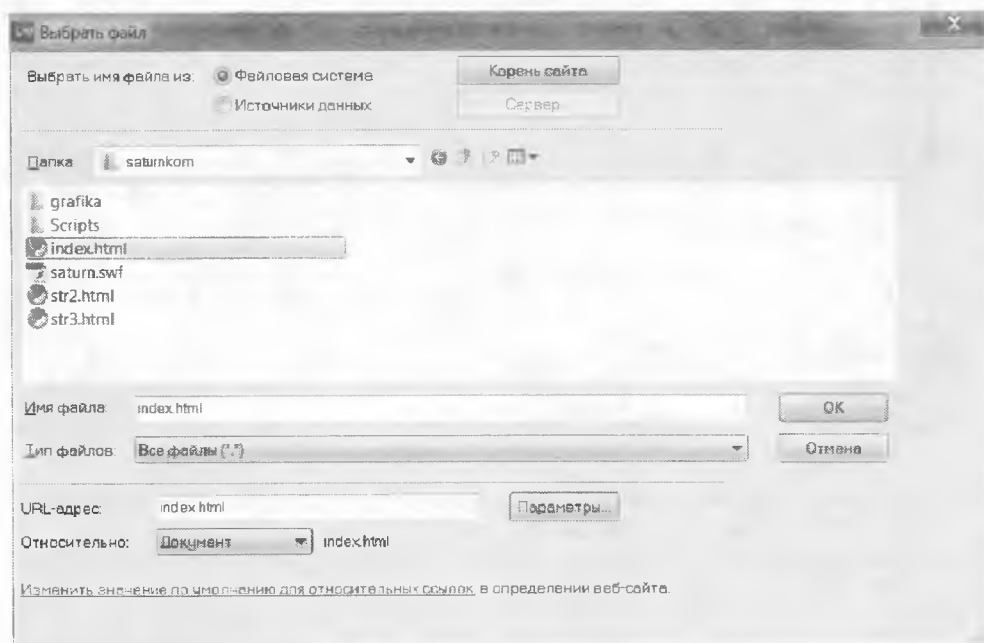 Dw Выбрать файл
Выбрать имя файла из: Файловая система Корень сайта
Источники данных Сервер
Папка saturnkom
grafika
Scripts
index.html
saturn.swf
str2.html
str3.html
Имя файла: index.html OK
Тип файлов: Все файлы (*.*) Отмена
URL-адрес: index.html Параметры...
Относительно: Документ index.html
Изменить значение по умолчанию для относительных ссылок в определении веб-сайта.